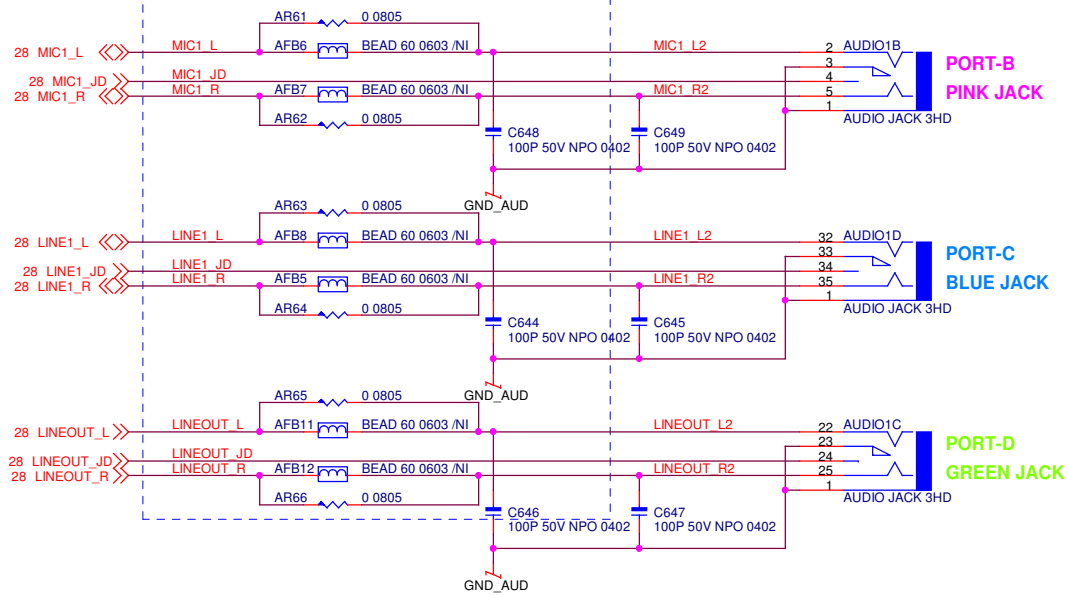 AR61 0 0805
28 MIC1_L MIC1_L AFB6 BEAD 60 0603 /NI MIC1_L2 2 AUDIO1B
3 PORT-B
28 MIC1_JD MIC1_JD 4
28 MIC1_R MIC1_R AFB7 BEAD 60 0603 /NI MIC1_R2 5 PINK JACK
1
AR62 0 0805 AUDIO JACK 3HD
C648 C649
100P 50V NPO 0402 100P 50V NPO 0402
GND_AUD
AR63 0 0805
28 LINE1_L LINE1_L AFB8 BEAD 60 0603 /NI LINE1_L2 32 AUDIO1D
33 PORT-C
28 LINE1_JD LINE1_JD 34
28 LINE1_R LINE1_R AFB5 BEAD 60 0603 /NI LINE1_R2 35 BLUE JACK
1
AR64 0 0805 AUDIO JACK 3HD
C644 C645
100P 50V NPO 0402 100P 50V NPO 0402
GND_AUD
AR65 0 0805
28 LINEOUT_L LINEOUT_L AFB11 BEAD 60 0603 /NI LINEOUT_L2 22 AUDIO1C
23 PORT-D
28 LINEOUT_JD LINEOUT_JD 24
28 LINEOUT_R LINEOUT_R AFB12 BEAD 60 0603 /NI LINEOUT_R2 25 GREEN JACK
1
AR66 0 0805 AUDIO JACK 3HD
C646 C647
100P 50V NPO 0402 100P 50V NPO 0402
GND_AUD